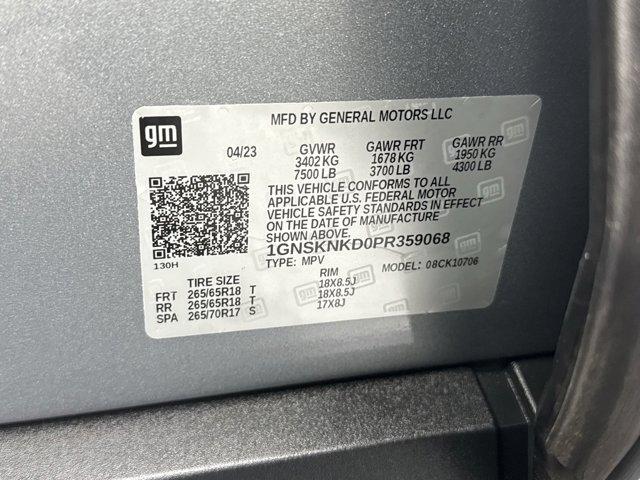 gm
MFD BY GENERAL MOTORS LLC
04/23 GVWR GAWR FRT GAWR RR
3402 KG 1678 KG 1950 KG
7500 LB 3700 LB 4300 LB
THIS VEHICLE CONFORMS TO ALL
APPLICABLE U.S. FEDERAL MOTOR
VEHICLE SAFETY STANDARDS IN EFFECT
ON THE DATE OF MANUFACTURE
SHOWN ABOVE.
1GNSKNKD0PR359068
130H
TYPE: MPV MODEL: 08CK10706
TIRE SIZE RIM
FRT 265/65R18 T 18X8.5J
RR 265/65R18 T 18X8.5J
SPA 265/70R17 S 17X8J